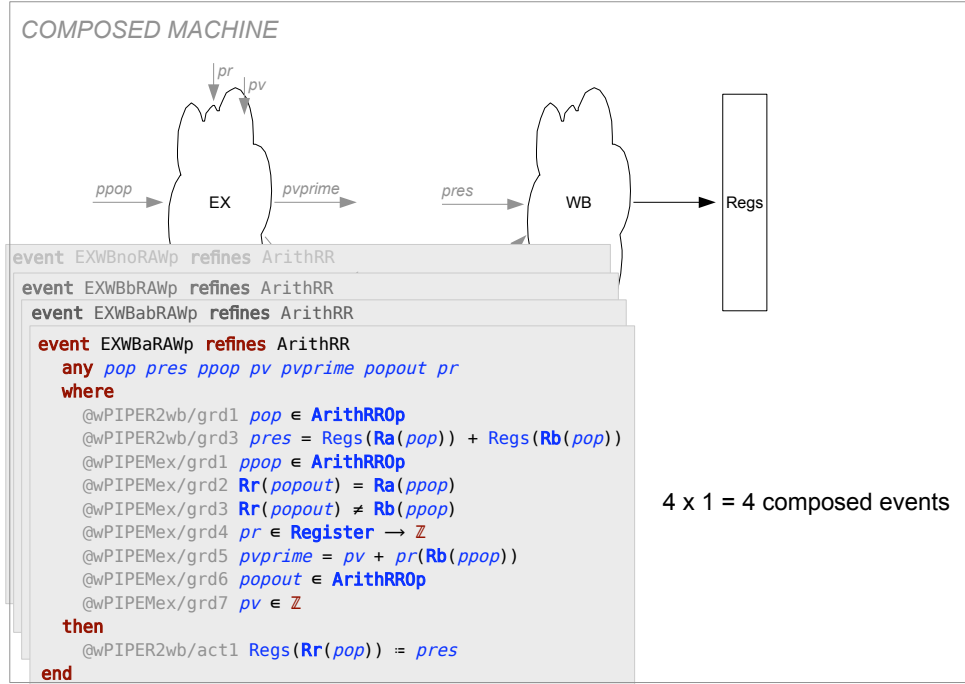 COMPOSED MACHINE
pr
pv
ppop
EX
pvprime
pres
WB
Regs
event EXWBnoRAWp refines ArithRR
event EXWBbRAWp refines ArithRR
event EXWBabRAWp refines ArithRR
event EXWBaRAWp refines ArithRR
any pop pres ppop pv pvprime popout pr
where
@wPIPER2wb/grd1 pop ∈ ArithRROp
@wPIPER2wb/grd3 pres = Regs(Ra(pop)) + Regs(Rb(pop))
@wPIPEMex/grd1 ppop ∈ ArithRROp
@wPIPEMex/grd2 Rr(popout) = Ra(ppop)
@wPIPEMex/grd3 Rr(popout) ≠ Rb(ppop)
@wPIPEMex/grd4 pr ∈ Register → ℤ
@wPIPEMex/grd5 pvprime = pv + pr(Rb(ppop))
@wPIPEMex/grd6 popout ∈ ArithRROp
@wPIPEMex/grd7 pv ∈ ℤ
then
@wPIPER2wb/act1 Regs(Rr(pop)) ≔ pres
end
4 x 1 = 4 composed events